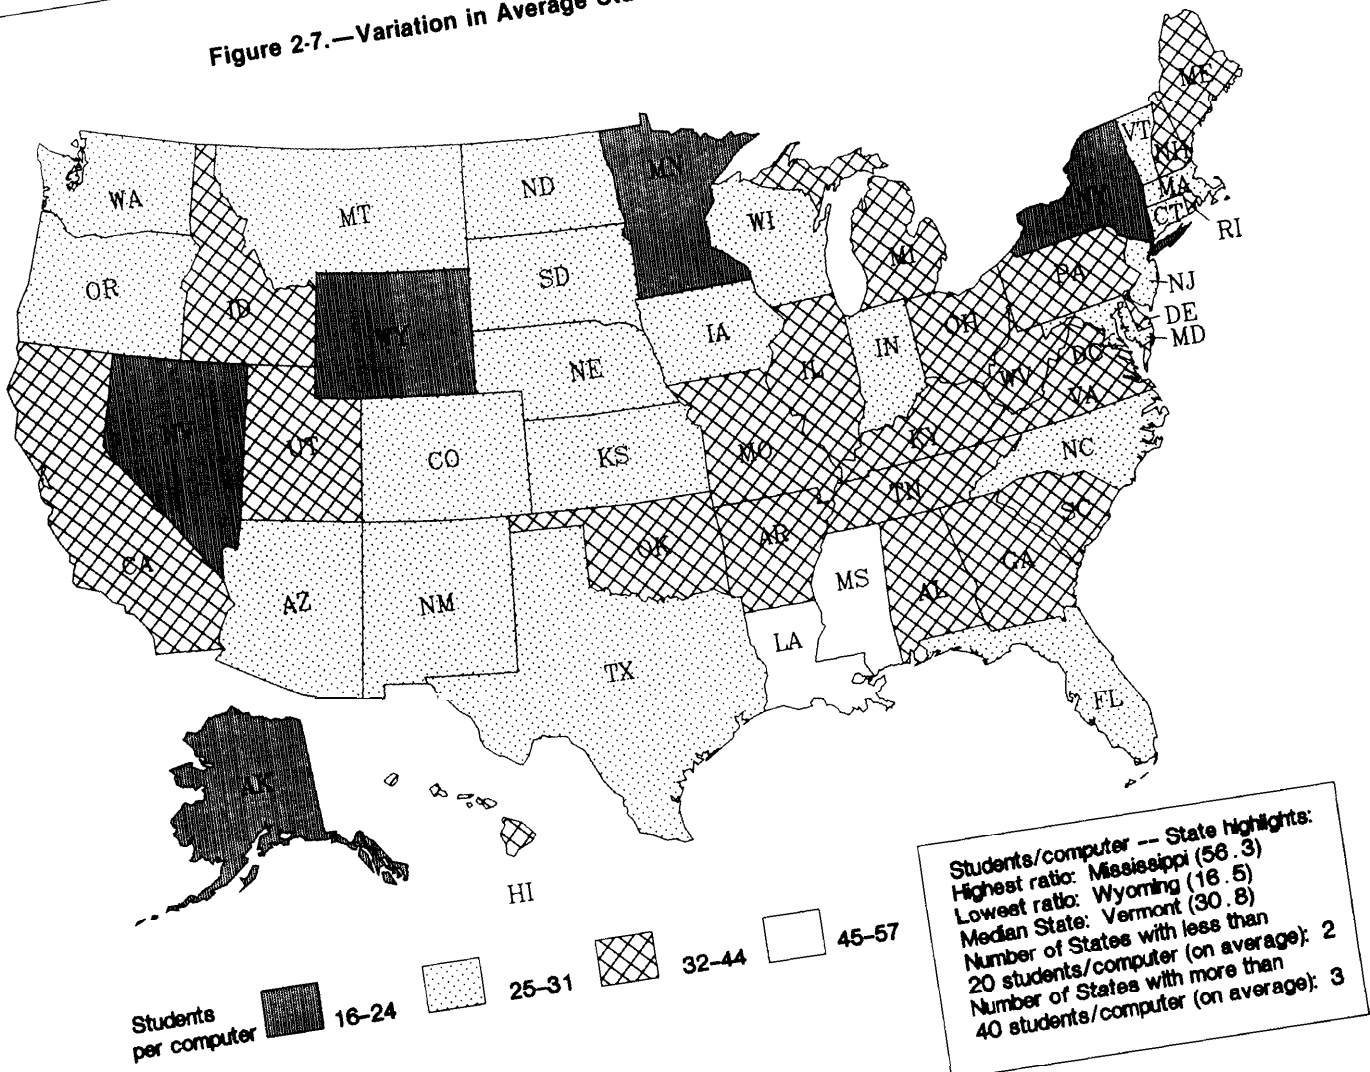 Figure 2-7.—Variation in Average
ME
VT
NH
WA
MT
ND
MN
MA
NY
WI
CT
RI
MI
OR
SD
PA
ID
NJ
WY
IA
OH
DE
MD
IN
NE
IL
DC
WV
VA
NV
UT
CO
KS
MO
KY
NC
TN
SC
OK
AR
CA
GA
MS
AL
AZ
NM
LA
TX
FL
AK
HI
Students
per computer
16–24
25–31
32–44
45–57
Students/computer -- State highlights:
Highest ratio: Mississippi (56.3)
Lowest ratio: Wyoming (16.5)
Median State: Vermont (30.8)
Number of States with less than
20 students/computer (on average): 2
Number of States with more than
40 students/computer (on average): 3